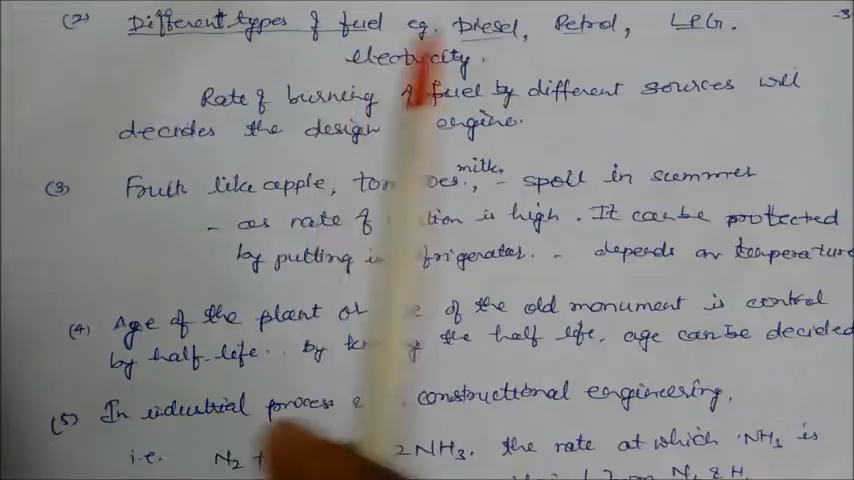 (2) Different types of fuel eg. Diesel, Petrol, LPG.
electricity.
Rate of burning of fuel by different sources will
decides the design engine.
(3) Fruit like apple, milk, - spoil in summer
- as rate of is high. It can be protected
by putting in - depends on temperature
(4) Age of the plant or of the old monument is control
by half life. By the half life, age can be decided
(5) In industrial process constructional engineering.
i.e. N2 + 2NH3. the rate at which NH3 is